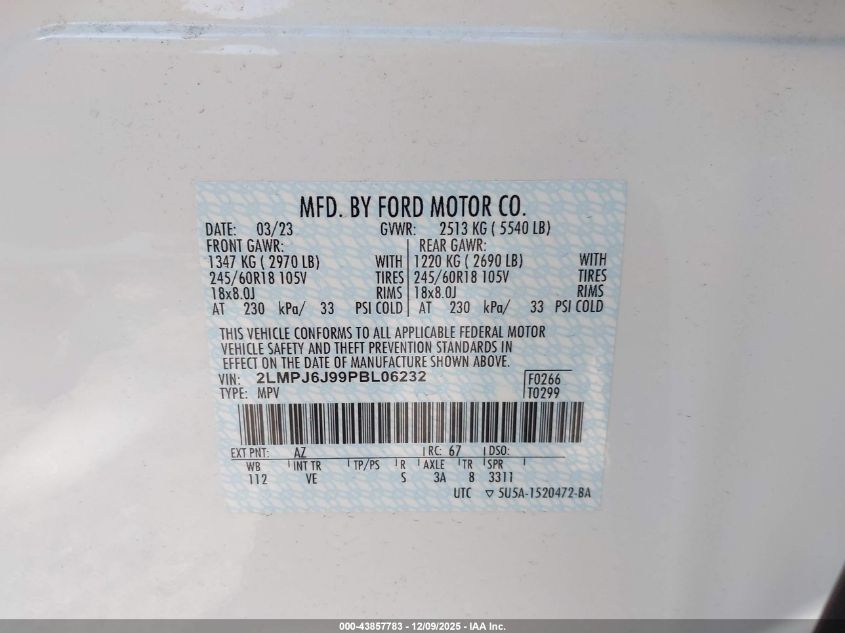 MFD. BY FORD MOTOR CO.
DATE: 03/23 GVWR: 2513 KG ( 5540 LB)
FRONT GAWR: REAR GAWR:
1347 KG ( 2970 LB) WITH 1220 KG ( 2690 LB) WITH
245/60R18 105V TIRES 245/60R18 105V TIRES
18x8.0J RIMS 18x8.0J RIMS
AT 230 kPa/ 33 PSI COLD AT 230 kPa/ 33 PSI COLD
THIS VEHICLE CONFORMS TO ALL APPLICABLE FEDERAL MOTOR
VEHICLE SAFETY AND THEFT PREVENTION STANDARDS IN
EFFECT ON THE DATE OF MANUFACTURE SHOWN ABOVE.
VIN: 2LMPJ6J99PBL06232 F0266
TYPE: MPV T0299
EXT PNT: AZ RC: 67 DSO:
WB INT TR TP/PS R AXLE TR SPR
112 VE S 3A 8 3311
UTC ▽ 5U5A-1520472-BA
000-43857783 - 12/09/2025 - IAA Inc.